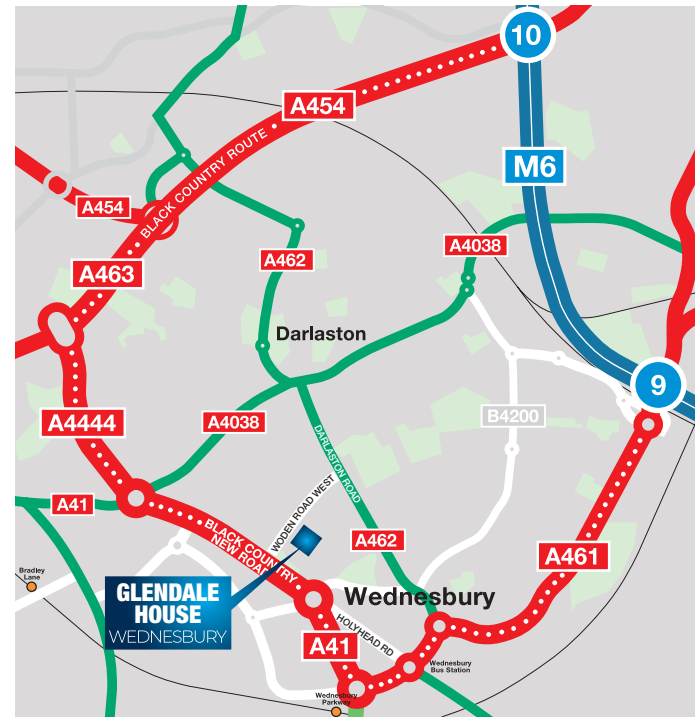 10
A454
M6
BLACK COUNTRY ROUTE
A454
A4038
A462
A463
Darlaston
9
A4444
A4038
B4200
DARLASTON ROAD
WODEN ROAD WEST
A41
BLACK COUNTRY
NEW ROAD
A462
A461
Bradley
Lane
GLENDALE
HOUSE
WEDNESBURY
Wednesbury
HOLYHEAD RD
A41
Wednesbury
Bus Station
Wednesbury
Parkway